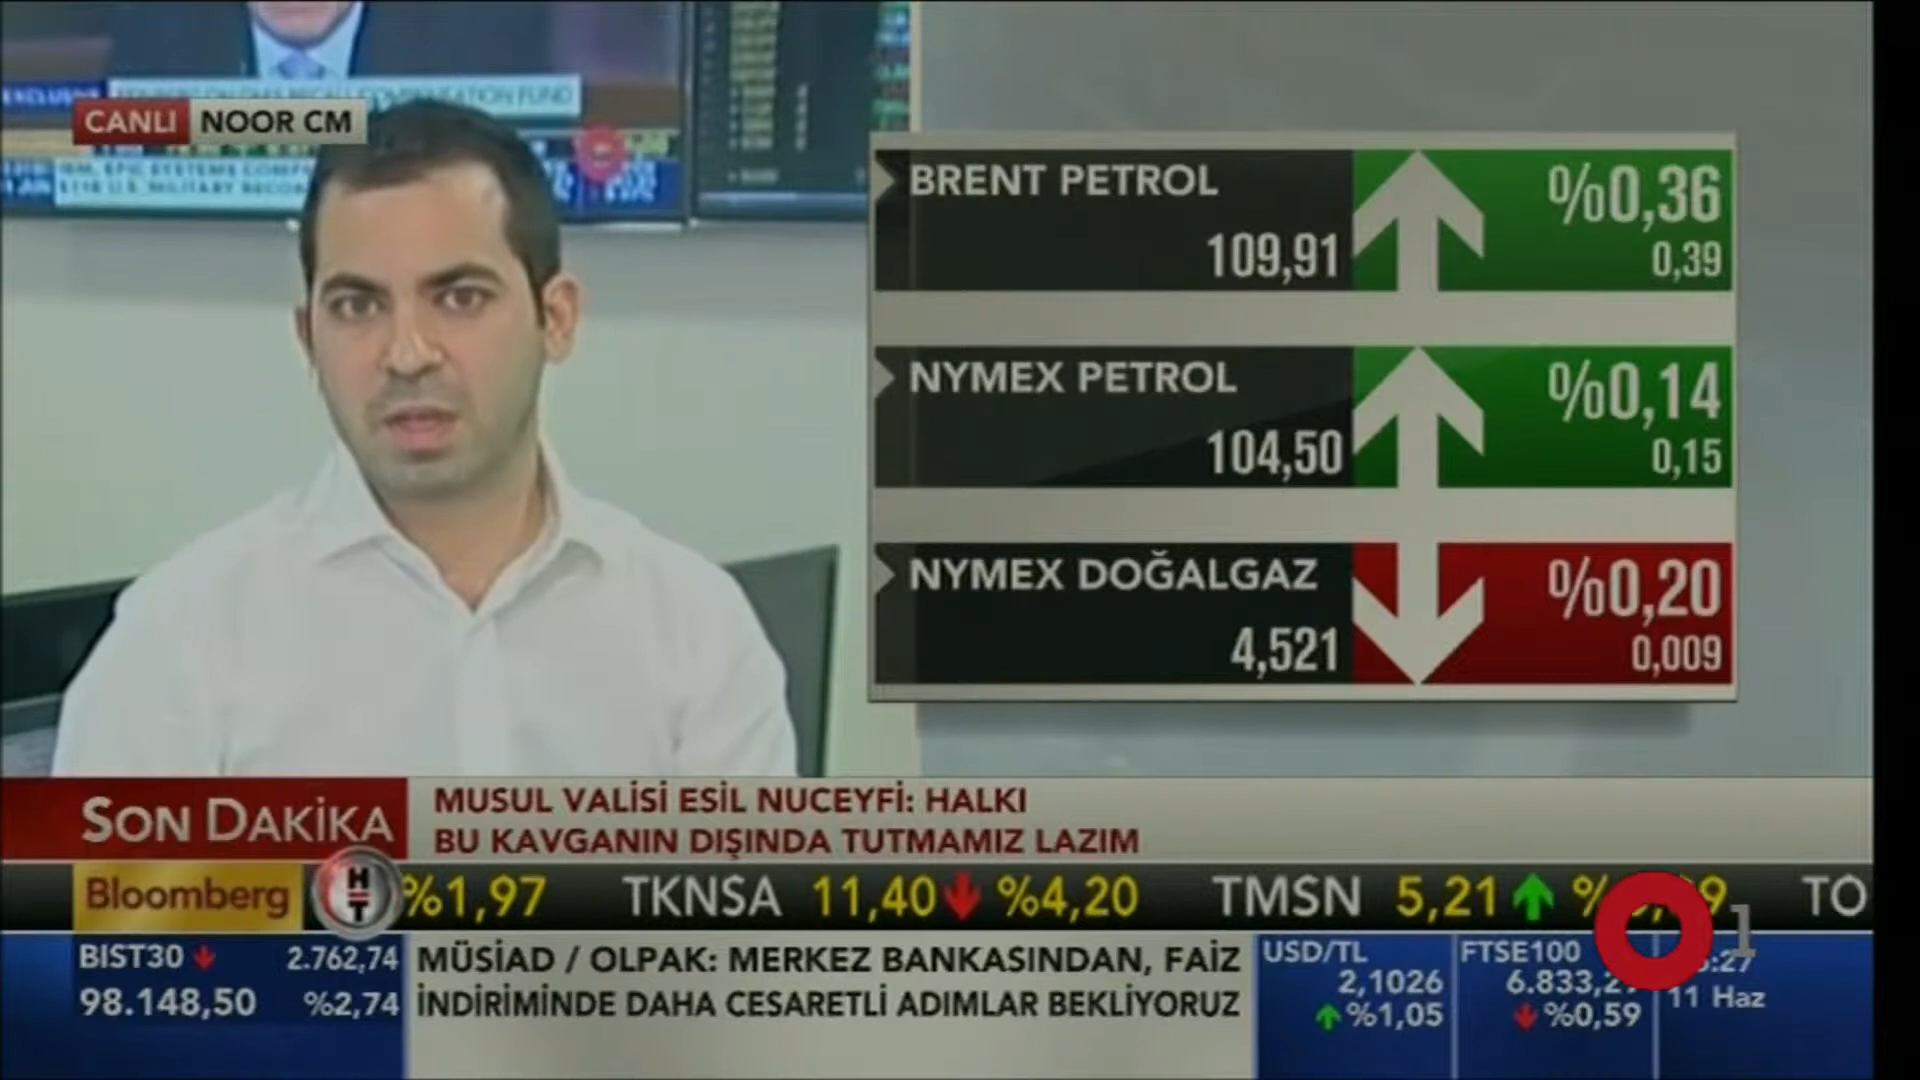 EXCLUSIVE
CANLI NOOR CM
BRENT PETROL
109,91
%0,36
0,39
NYMEX PETROL
104,50
%0,14
0,15
NYMEX DOĞALGAZ
4,521
%0,20
0,009
SON DAKİKA
MUSUL VALİSİ ESİL NUCEYFİ: HALKI
BU KAVGANIN DIŞINDA TUTMAMIZ LAZIM
Bloomberg HT %1,97 TKNSA 11,40 %4,20 TMSN 5,21 TO
BIST30 2.762,74
98.148,50 %2,74
MÜSİAD / OLPAK: MERKEZ BANKASINDAN, FAİZ
İNDİRİMİNDE DAHA CESARETLİ ADIMLAR BEKLİYORUZ
USD/TL
2,1026
%1,05
FTSE100
%0,59
11 Haz